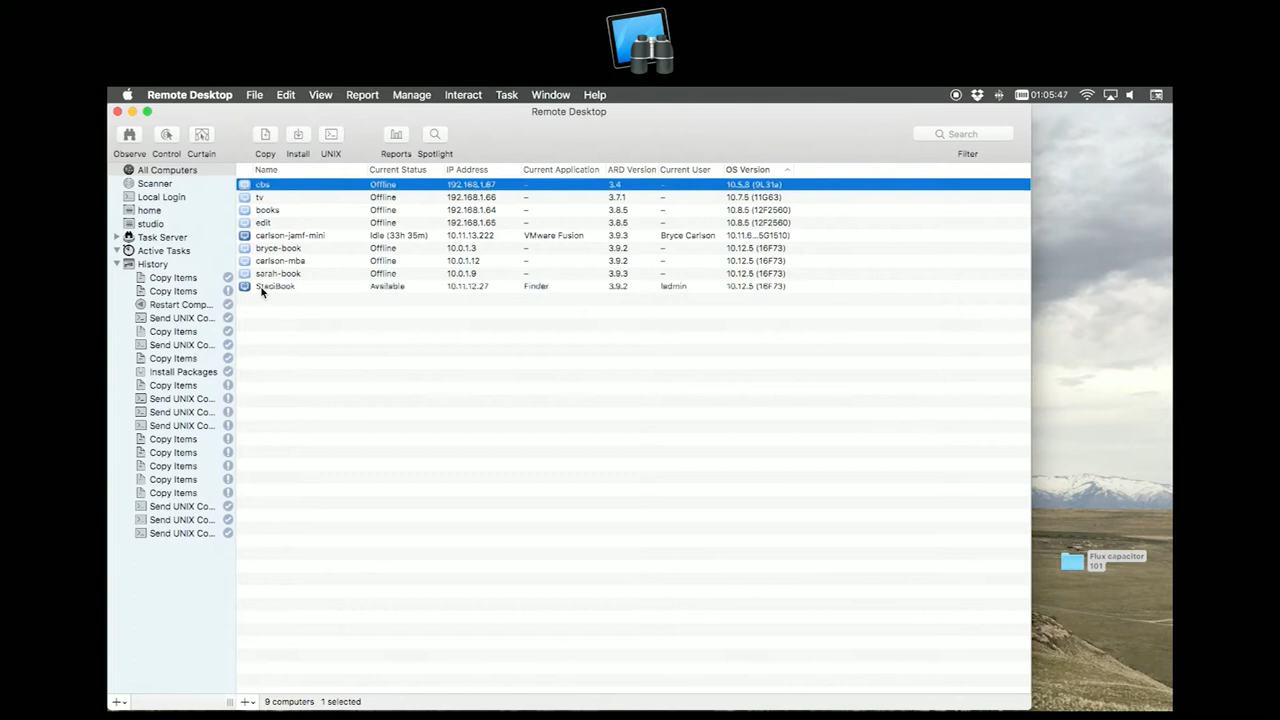 Remote Desktop File Edit View Report Manage Interact Task Window Help 01:05:47
Remote Desktop
Search
Observe Control Curtain Copy Install UNIX Reports Spotlight Filter
All Computers
Scanner
Local Login
home
studio
Task Server
Active Tasks
History
Copy Items
Copy Items
Restart Comp...
Send UNIX Co...
Copy Items
Send UNIX Co...
Copy Items
Install Packages
Copy Items
Send UNIX Co...
Send UNIX Co...
Send UNIX Co...
Copy Items
Copy Items
Copy Items
Copy Items
Copy Items
Send UNIX Co...
Send UNIX Co...
Send UNIX Co...
Name Current Status IP Address Current Application ARD Version Current User OS Version
cbs Offline 192.168.1.67 – 3.4 – 10.5.8 (9L31a)
tv Offline 192.168.1.66 – 3.7.1 – 10.7.5 (11G63)
books Offline 192.168.1.64 – 3.8.5 – 10.8.5 (12F2560)
edit Offline 192.168.1.65 – 3.8.5 – 10.8.5 (12F2560)
carlson-jamf-mini Idle (33h 35m) 10.11.13.222 VMware Fusion 3.9.3 Bryce Carlson 10.11.6...5G1510)
bryce-book Offline 10.0.1.3 – 3.9.2 – 10.12.5 (16F73)
carlson-mba Offline 10.0.1.12 – 3.9.2 – 10.12.5 (16F73)
sarah-book Offline 10.0.1.9 – 3.9.3 – 10.12.5 (16F73)
Available 10.11.12.27 Finder 3.9.2 ladmin 10.12.5 (16F73)
Flux capacitor
101
9 computers 1 selected